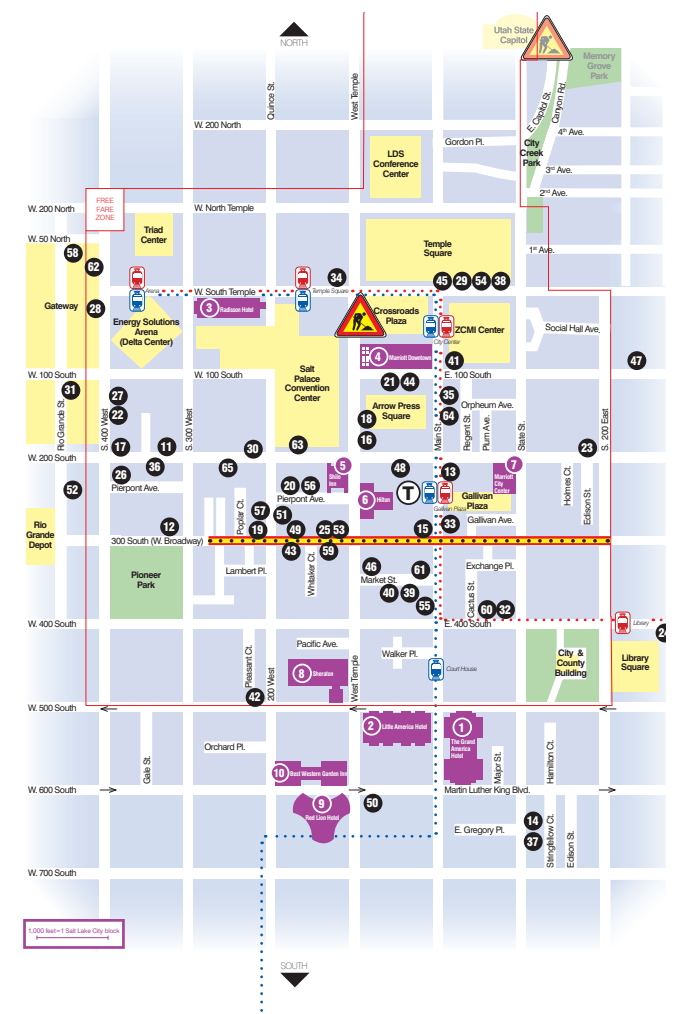 Utah State
Capitol
NORTH
Memory
Grove
Park
Quince St.
West Temple
E. Capitol St.
Canyon Rd.
W. 200 North
4th Ave.
Gordon Pl.
City
Creek
Park
LDS
Conference
Center
3rd Ave.
2nd Ave.
FREE
FARE
ZONE
W. 200 North
W. North Temple
Triad
Center
W. 50 North
Temple
Square
1st Ave.
58
62
34
45
29
54
38
Arena
W. South Temple
Temple Square
Gateway
28
3
Radisson Hotel
Energy Solutions
Arena
(Delta Center)
Crossroads
Plaza
ZCMI Center
Social Hall Ave.
City Center
4
Marriott Downtown
41
47
Salt
Palace
Convention
Center
W. 100 South
W. 100 South
E. 100 South
31
27
22
21
44
35
Orpheum Ave.
Arrow Press
Square
18
64
Rio Grande St.
S. 400 West
S. 300 West
Main St.
Regent St.
Plum Ave.
State St.
S. 200 East
17
11
30
63
16
23
W. 200 South
36
65
5
Shilo
Inn
48
13
7
Marriott
City
Center
26
Pierpont Ave.
52
20
56
Pierpont Ave.
6
Hilton
T
Gallivan
Plaza
Holmes Ct.
Edison St.
Gallivan Plaza
Poplar Ct.
57
51
Rio
Grande
Depot
12
19
49
25
53
15
33
Gallivan Ave.
300 South (W. Broadway)
43
59
Pioneer
Park
Lambert Pl.
Whitaker Ct.
46
61
Exchange Pl.
Market St.
40
39
55
Cactus St.
60
32
W. 400 South
E. 400 South
Library
24
Pacific Ave.
Walker Pl.
Pleasant Ct.
200 West
West Temple
8
Sheraton
Court House
City &
County
Building
Library
Square
42
W. 500 South
2
Little America Hotel
1
The Grand
America
Hotel
Gale St.
Orchard Pl.
Major St.
Hamilton Ct.
10
Best Western Garden Inn
W. 600 South
Martin Luther King Blvd.
9
Red Lion Hotel
50
E. Gregory Pl.
14
37
Stringfellow Ct.
Edison St.
W. 700 South
1,000 feet=1 Salt Lake City block
SOUTH